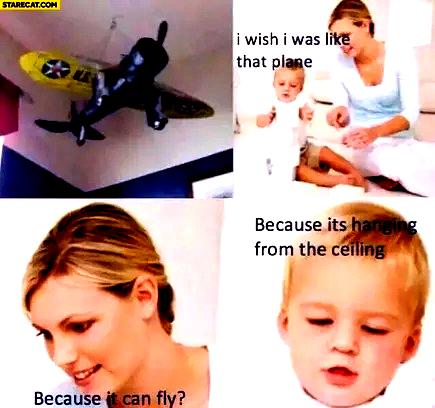 STARECAT.COM
i wish i was like
that plane
Because it can fly?
Because its hanging
from the ceiling